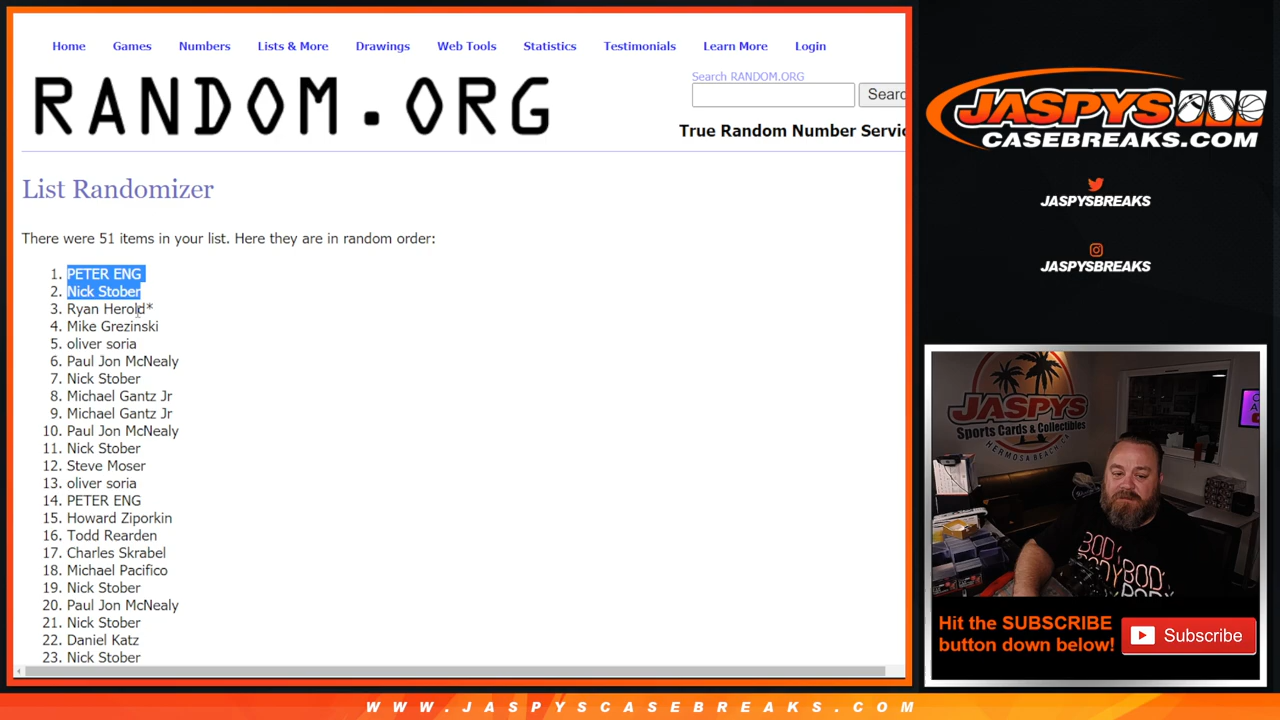 Home Games Numbers Lists & More Drawings Web Tools Statistics Testimonials Learn More Login
RANDOM.ORG
Search RANDOM.ORG
Searc
True Random Number Servic
List Randomizer
There were 51 items in your list. Here they are in random order:
1. PETER ENG
2. Nick Stober
3. Ryan Herold*
4. Mike Grezinski
5. oliver soria
6. Paul Jon McNealy
7. Nick Stober
8. Michael Gantz Jr
9. Michael Gantz Jr
10. Paul Jon McNealy
11. Nick Stober
12. Steve Moser
13. oliver soria
14. PETER ENG
15. Howard Ziporkin
16. Todd Rearden
17. Charles Skrabel
18. Michael Pacifico
19. Nick Stober
20. Paul Jon McNealy
21. Nick Stober
22. Daniel Katz
23. Nick Stober
JASPYS
CASEBREAKS.COM
JASPYSBREAKS
JASPYSBREAKS
JASPYS
Sports Cards & Collectibles
HERMOSA BEACH, CA
BODY
BODY
Hit the SUBSCRIBE
button down below!
Subscribe
WWW.JASPYSCASEBREAKS.COM